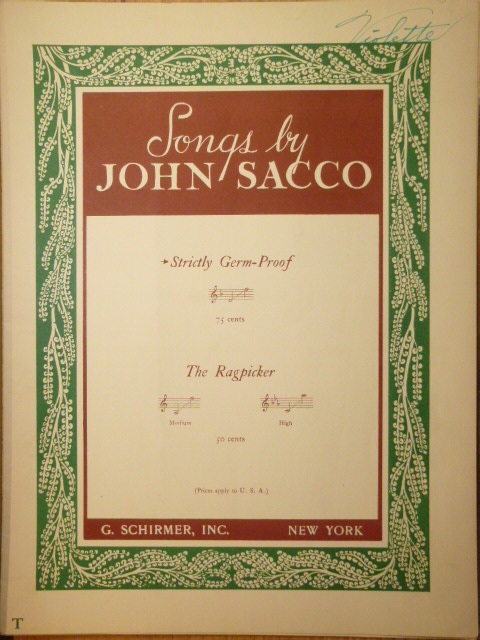 Violette
Songs by
JOHN SACCO
Strictly Germ-Proof
75 cents
The Ragpicker
Medium High
50 cents
(Prices apply to U. S. A.)
G. SCHIRMER, INC. NEW YORK
T